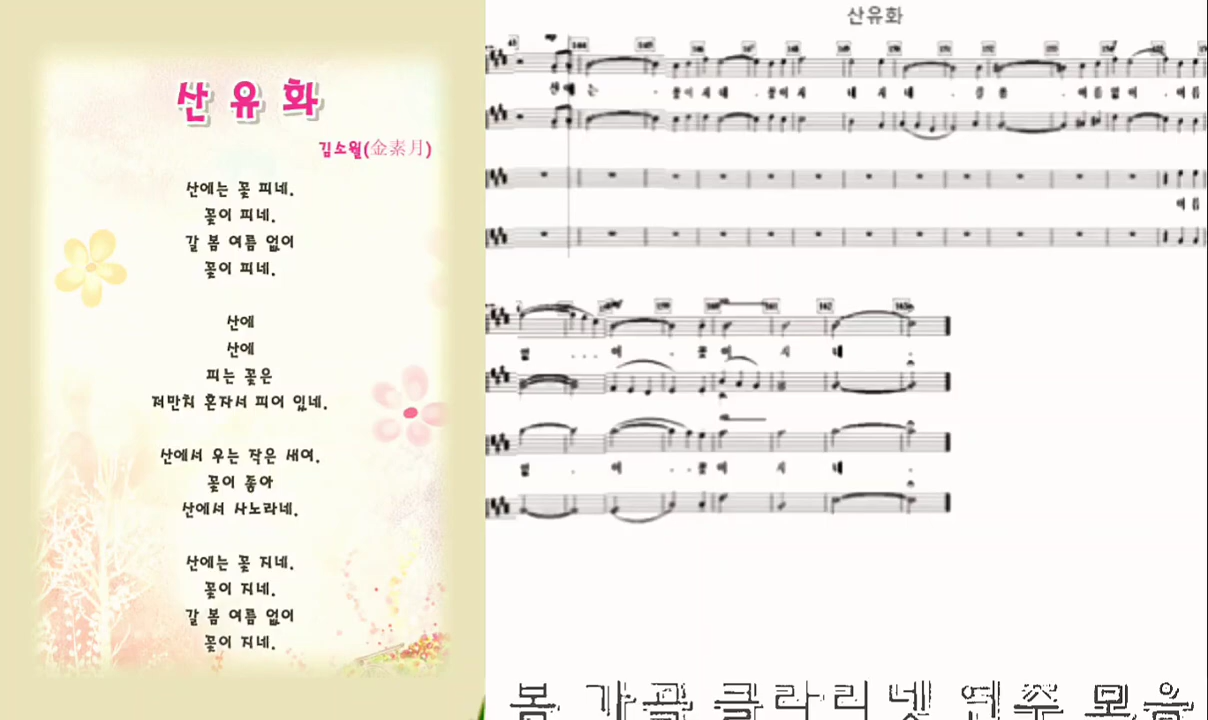 산유화
김소월(金素月)
산에는 꽃 피네.
꽃이 피네.
갈 봄 여름 없이
꽃이 피네.
산에
산에
피는 꽃은
저만치 혼자서 피어 있네.
산에서 우는 작은 새여.
꽃이 좋아
산에서 사노라네.
산에는 꽃 지네.
꽃이 지네.
갈 봄 여름 없이
꽃이 지네.
산유화
봄 가곡 클라리넷 연주 모음